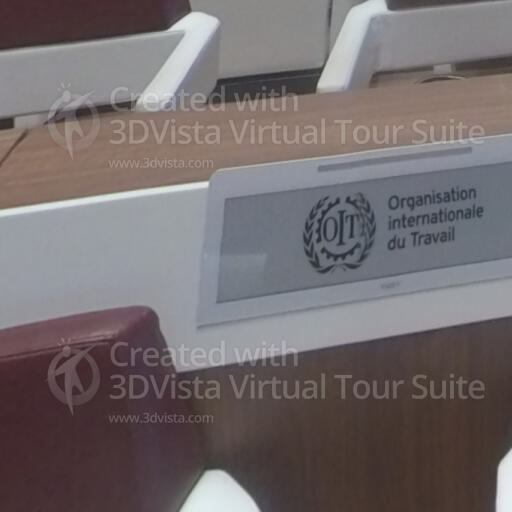 Created with
3DVista Virtual Tour Suite
www.3dvista.com
OIT
Organisation
internationale
du Travail
Created with
3DVista Virtual Tour Suite
www.3dvista.com